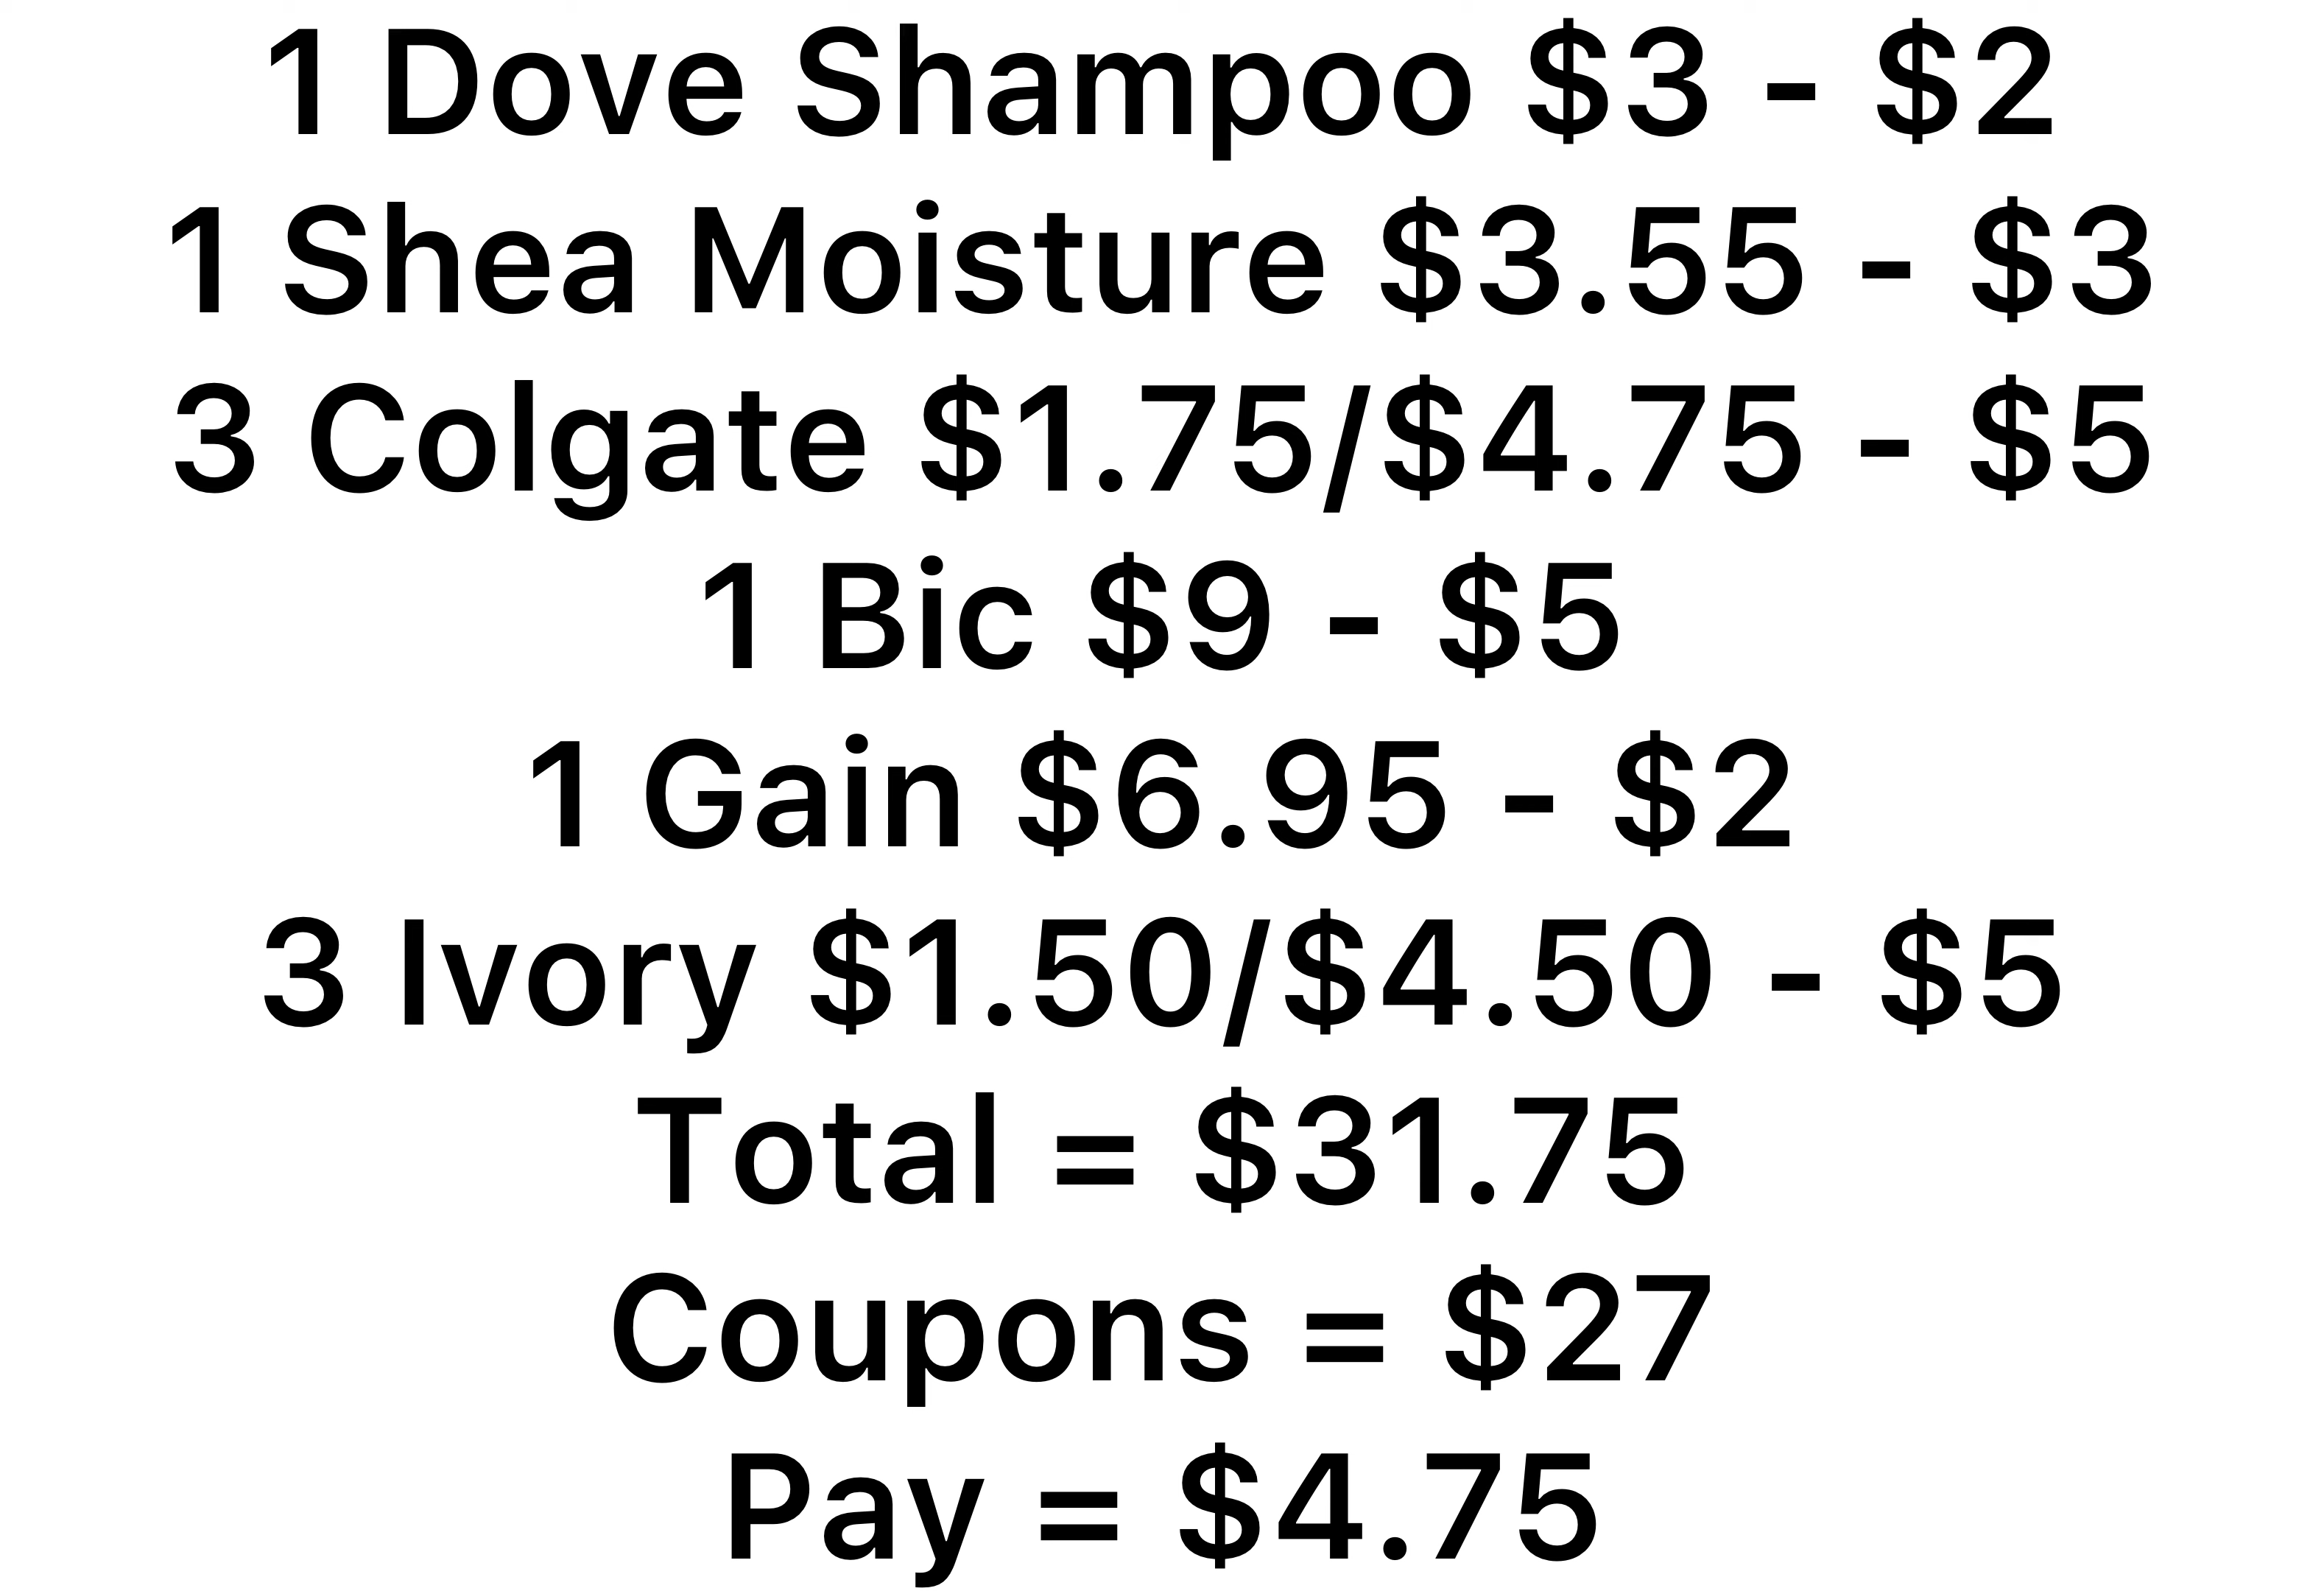 1 Dove Shampoo $3 - $2
1 Shea Moisture $3.55 - $3
3 Colgate $1.75/$4.75 - $5
1 Bic $9 - $5
1 Gain $6.95 - $2
3 Ivory $1.50/$4.50 - $5
Total = $31.75
Coupons = $27
Pay = $4.75